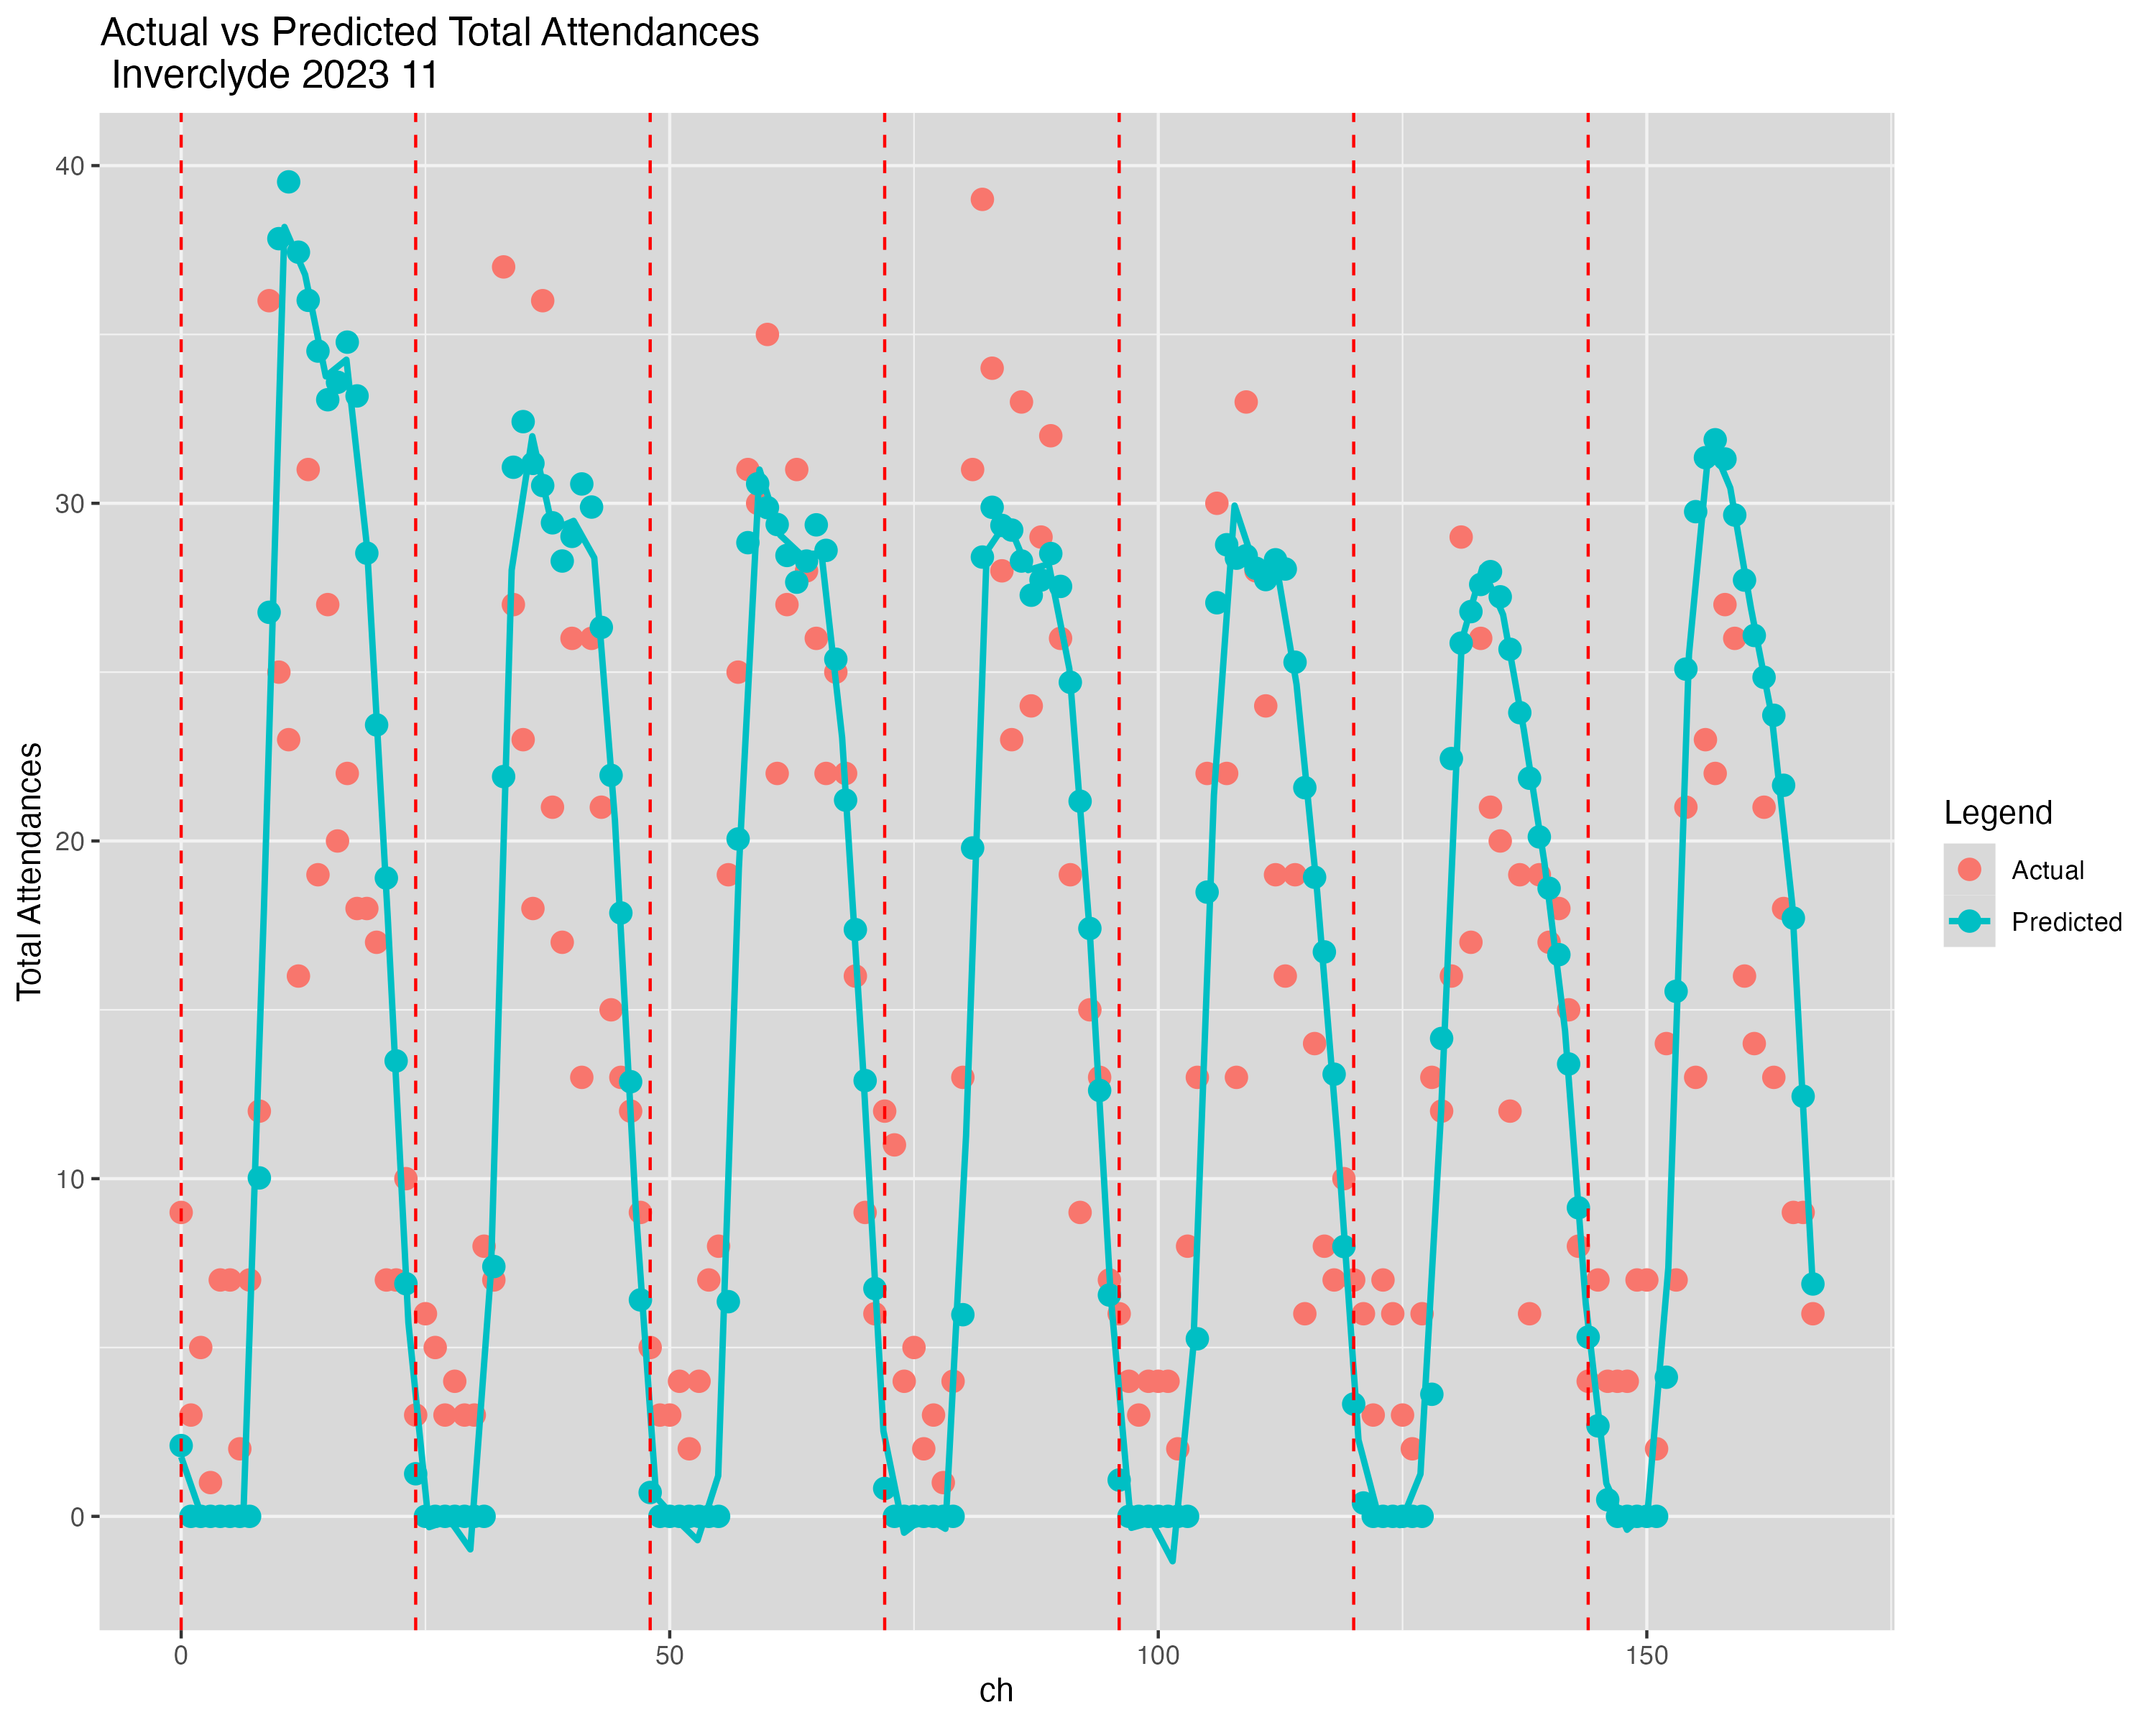 Actual vs Predicted Total Attendances
Inverclyde 2023 11
Total Attendances
40
30
20
10
0
0
50
100
150
ch
Legend
Actual
Predicted